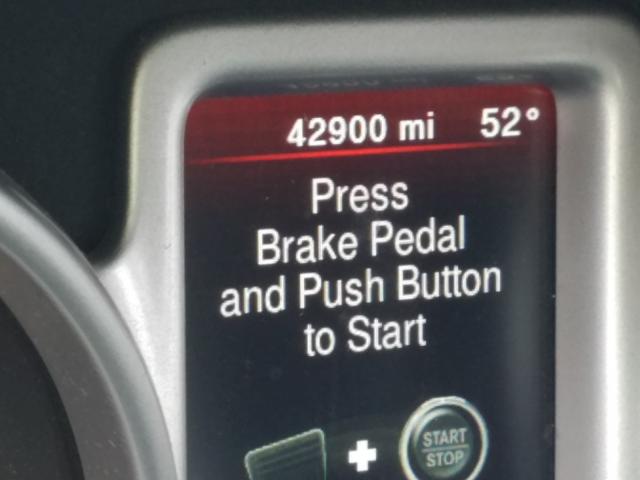 42900 mi 52°
Press
Brake Pedal
and Push Button
to Start
START
STOP